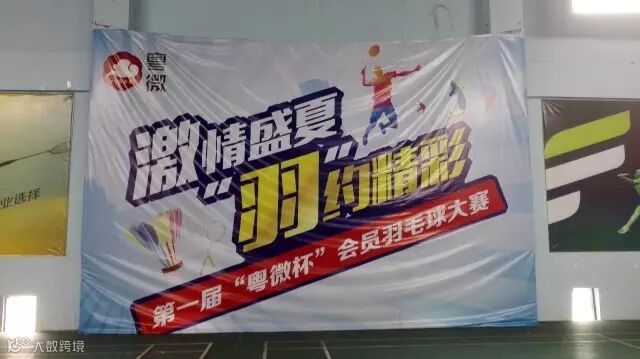 粤微
激情盛夏
"羽"约精彩
第一届"粤微杯"会员羽毛球大赛
业选择
大数跨境